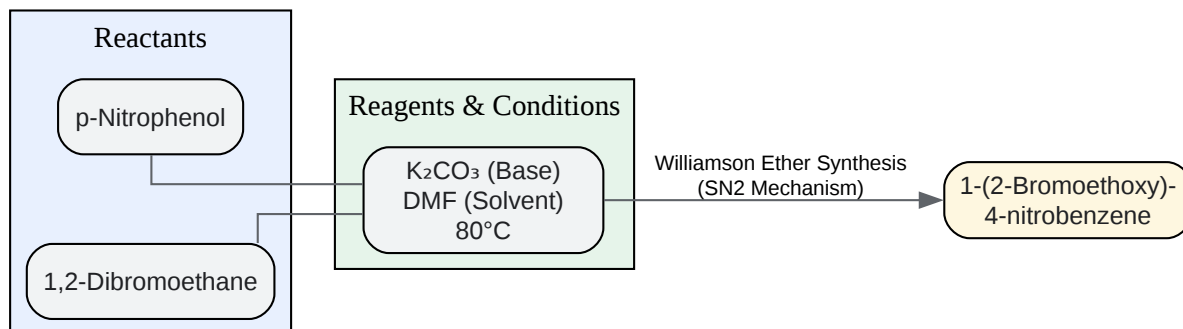 Reactants
p-Nitrophenol
1,2-Dibromoethane
Reagents & Conditions
K₂CO₃ (Base)
DMF (Solvent)
80°C
Williamson Ether Synthesis
(SN2 Mechanism)
1-(2-Bromoethoxy)-
4-nitrobenzene